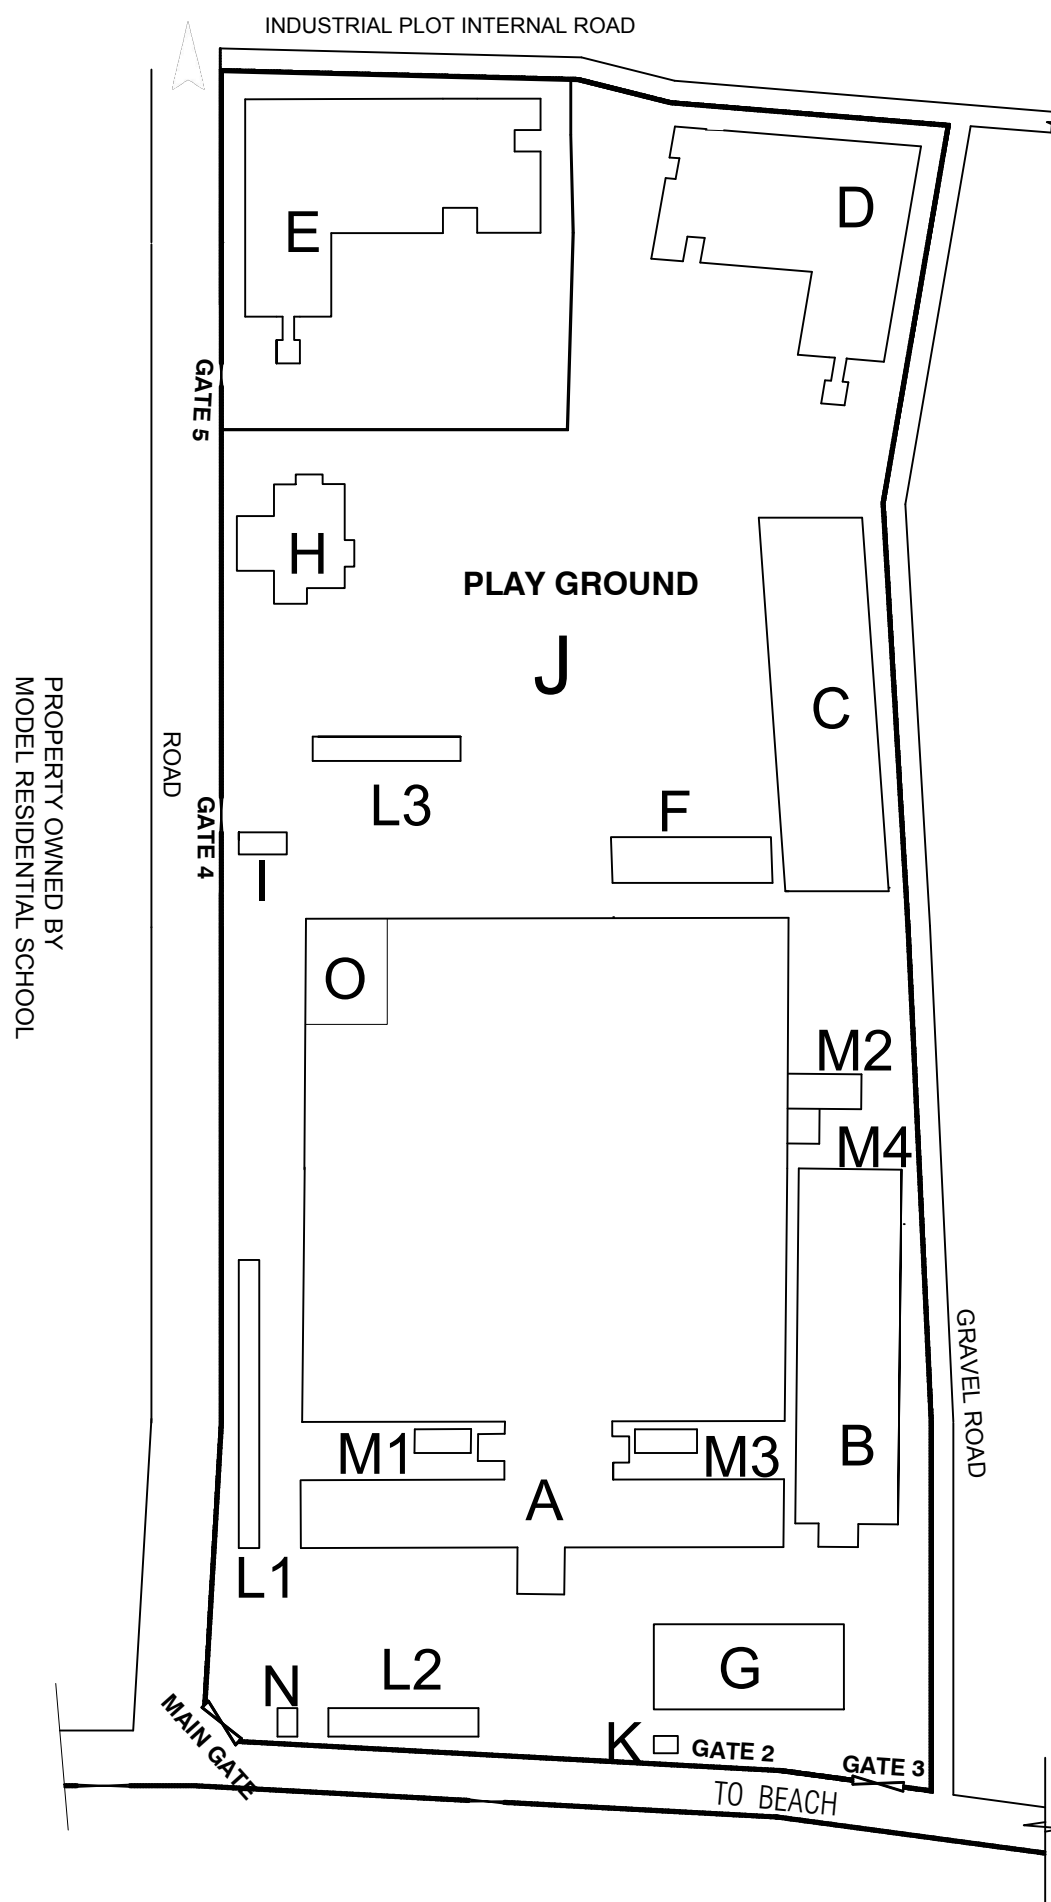 INDUSTRIAL PLOT INTERNAL ROAD
E
D
GATE 5
H
PLAY GROUND
J
C
PROPERTY OWNED BY
MODEL RESIDENTIAL SCHOOL
ROAD
L3
F
GATE 4
I
O
M2
M4
GRAVEL ROAD
M1
M3
B
A
L1
N
L2
G
MAIN GATE
K
GATE 2
GATE 3
TO BEACH